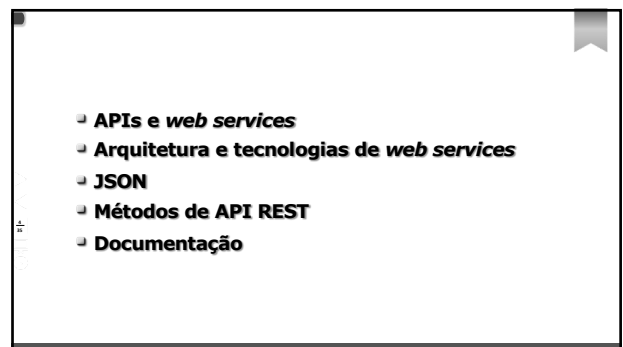 APIs e web services
Arquitetura e tecnologias de web services
JSON
Métodos de API REST
Documentação